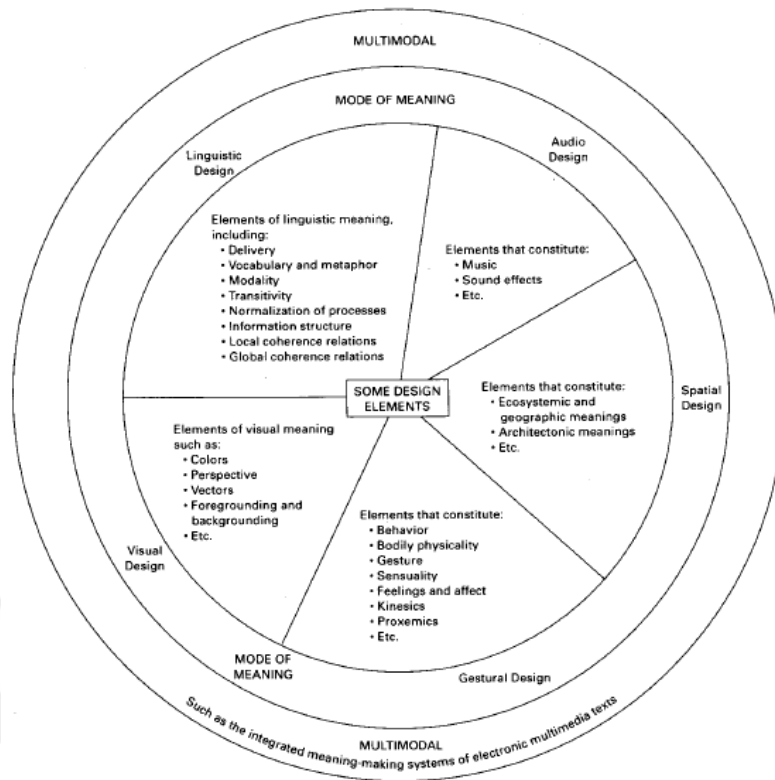 MULTIMODAL
MODE OF MEANING
Linguistic
Design
Audio
Design
Elements of linguistic meaning,
including:
• Delivery
• Vocabulary and metaphor
• Modality
• Transitivity
• Normalization of processes
• Information structure
• Local coherence relations
• Global coherence relations
Elements that constitute:
• Music
• Sound effects
• Etc.
SOME DESIGN
ELEMENTS
Elements that constitute:
• Ecosystemic and
geographic meanings
• Architectonic meanings
• Etc.
Spatial
Design
Elements of visual meaning
such as:
• Colors
• Perspective
• Vectors
• Foregrounding and
backgrounding
• Etc.
Visual
Design
Elements that constitute:
• Behavior
• Bodily physicality
• Gesture
• Sensuality
• Feelings and affect
• Kinesics
• Proxemics
• Etc.
MODE OF
MEANING
Gestural Design
MULTIMODAL
Such as the integrated meaning-making systems of electronic multimedia texts